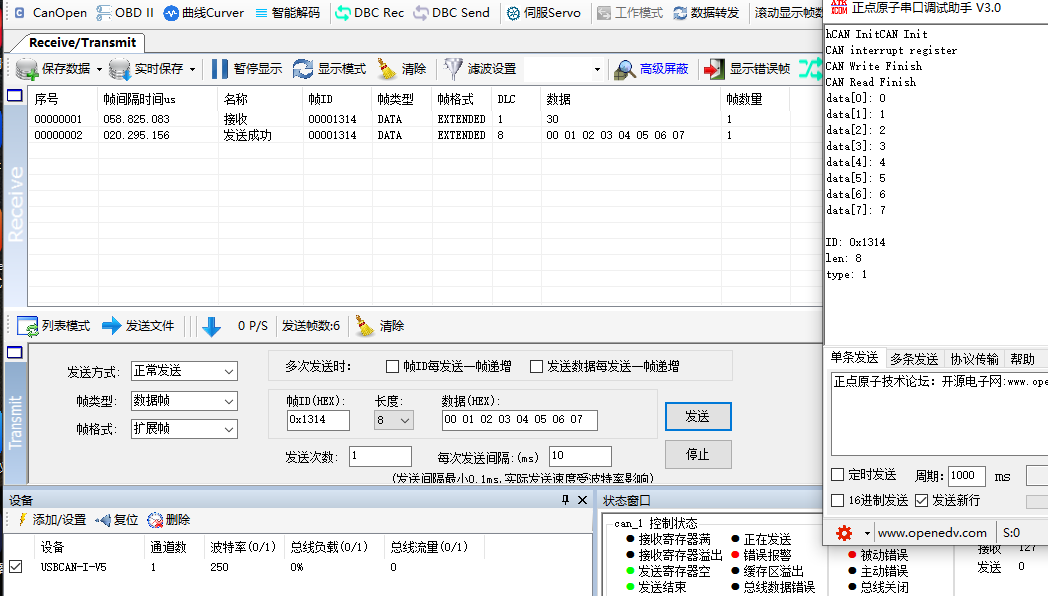 CanOpen OBD II 曲线Curver 智能解码 DBC Rec DBC Send 伺服Servo 工作模式 数据转发 滚动显示帧数
Receive/Transmit
保存数据 实时保存 暂停显示 显示模式 清除 滤波设置 高级屏蔽 显示错误帧
序号 帧间隔时间us 名称 帧ID 帧类型 帧格式 DLC 数据 帧数量
00000001 058.825.083 接收 00001314 DATA EXTENDED 1 30 1
00000002 020.295.156 发送成功 00001314 DATA EXTENDED 8 00 01 02 03 04 05 06 07 1
Receive
列表模式 发送文件 0 P/S 发送帧数:6 清除
Transmit
发送方式: 正常发送 多次发送时: 帧ID每发送一帧递增 发送数据每发送一帧递增
帧类型: 数据帧 帧ID(HEX): 长度: 数据(HEX):
0x1314 8 00 01 02 03 04 05 06 07 发送
帧格式: 扩展帧
发送次数: 1 每次发送间隔:(ms) 10 停止
(发送间隔最小0.1ms,实际发送速度受波特率影响)
设备
添加/设置 复位 删除
设备 通道数 波特率(0/1) 总线负载(0/1) 总线流量(0/1)
USBCAN-I-V5 1 250 0% 0
状态窗口
can_1 控制状态
接收寄存器满 正在发送
接收寄存器溢出 错误报警 被动错误
发送寄存器空 缓存区溢出 主动错误
发送结束 总线数据错误 总线关闭
接收 127
发送 0
ATK COM 正点原子串口调试助手 V3.0
hCAN InitCAN Init
CAN interrupt register
CAN Write Finish
CAN Read Finish
data[0]: 0
data[1]: 1
data[2]: 2
data[3]: 3
data[4]: 4
data[5]: 5
data[6]: 6
data[7]: 7
ID: 0x1314
len: 8
type: 1
单条发送 多条发送 协议传输 帮助
正点原子技术论坛：开源电子网:www.ope
定时发送 周期: 1000 ms
16进制发送 发送新行
www.openedv.com S:0